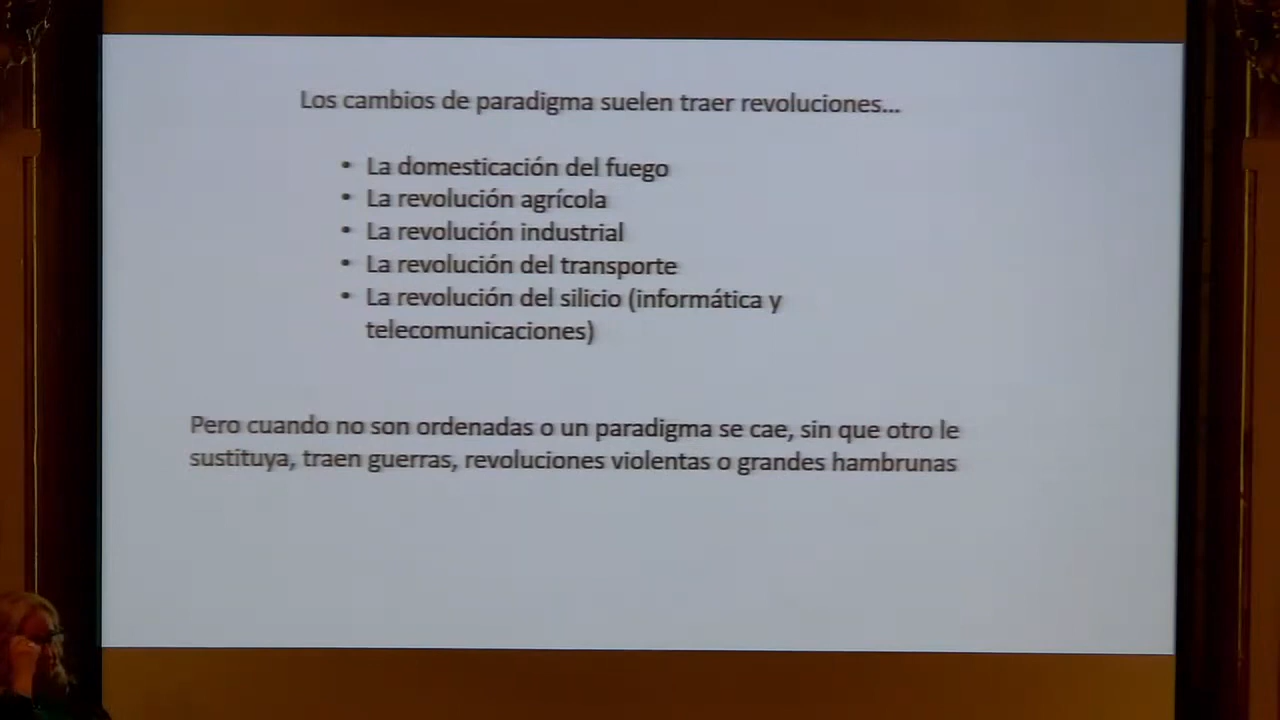 Los cambios de paradigma suelen traer revoluciones...
• La domesticación del fuego
• La revolución agrícola
• La revolución industrial
• La revolución del transporte
• La revolución del silicio (informática y
telecomunicaciones)
Pero cuando no son ordenadas o un paradigma se cae, sin que otro le
sustituya, traen guerras, revoluciones violentas o grandes hambrunas